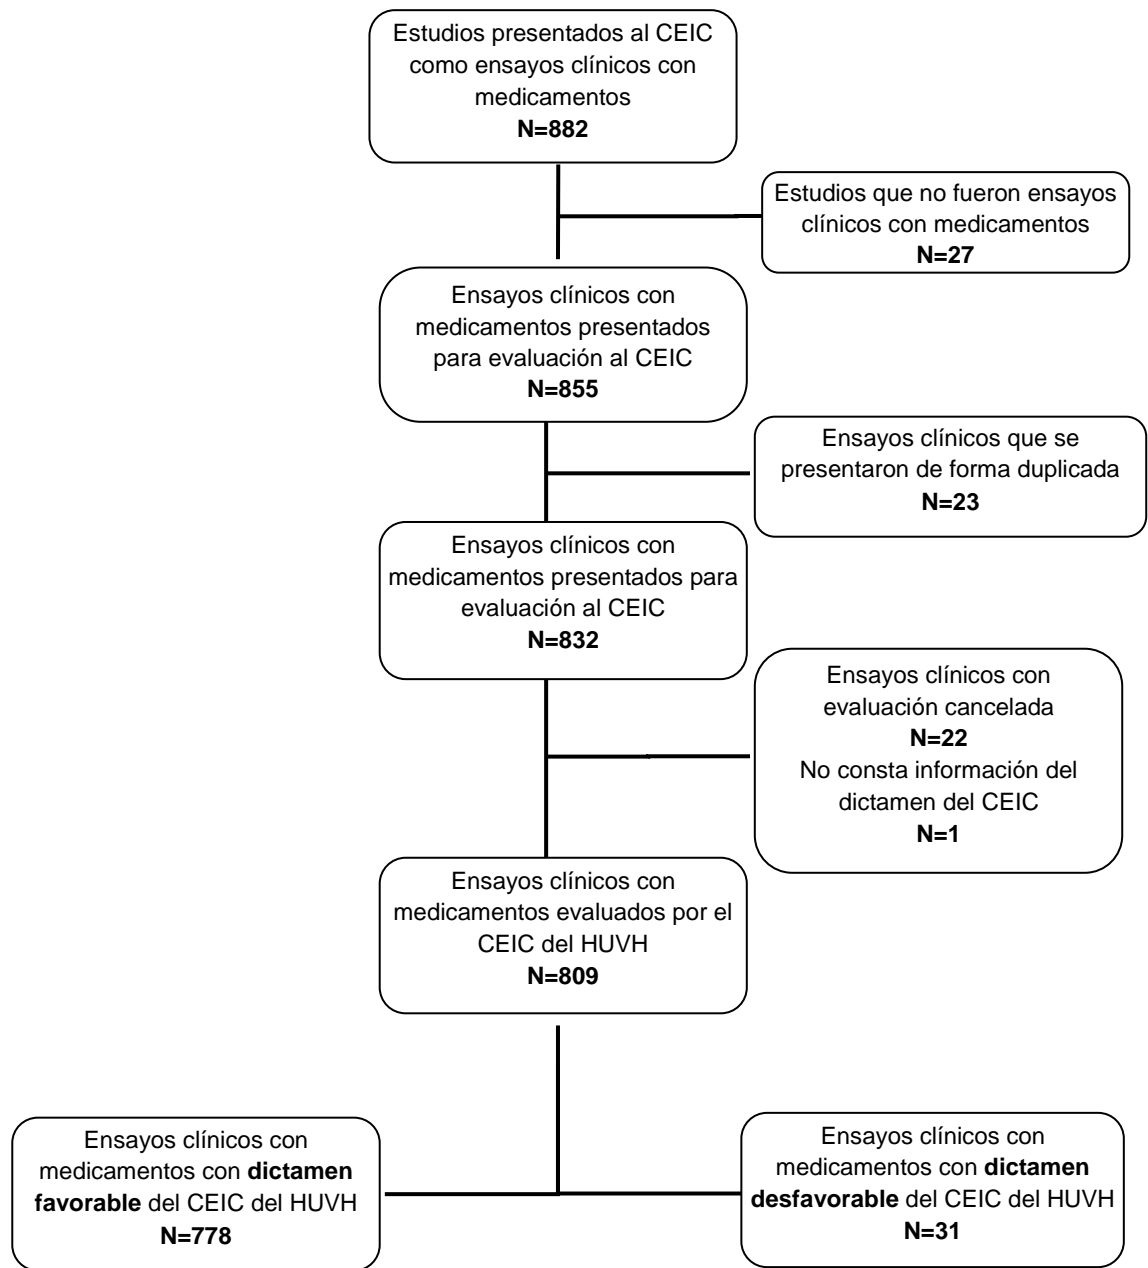 Estudios presentados al CEIC
como ensayos clínicos con
medicamentos
N=882
Estudios que no fueron ensayos
clínicos con medicamentos
N=27
Ensayos clínicos con
medicamentos presentados
para evaluación al CEIC
N=855
Ensayos clínicos que se
presentaron de forma duplicada
N=23
Ensayos clínicos con
medicamentos presentados para
evaluación al CEIC
N=832
Ensayos clínicos con
evaluación cancelada
N=22
No consta información del
dictamen del CEIC
N=1
Ensayos clínicos con
medicamentos evaluados por el
CEIC del HUVH
N=809
Ensayos clínicos con
medicamentos con dictamen
favorable del CEIC del HUVH
N=778
Ensayos clínicos con
medicamentos con dictamen
desfavorable del CEIC del HUVH
N=31